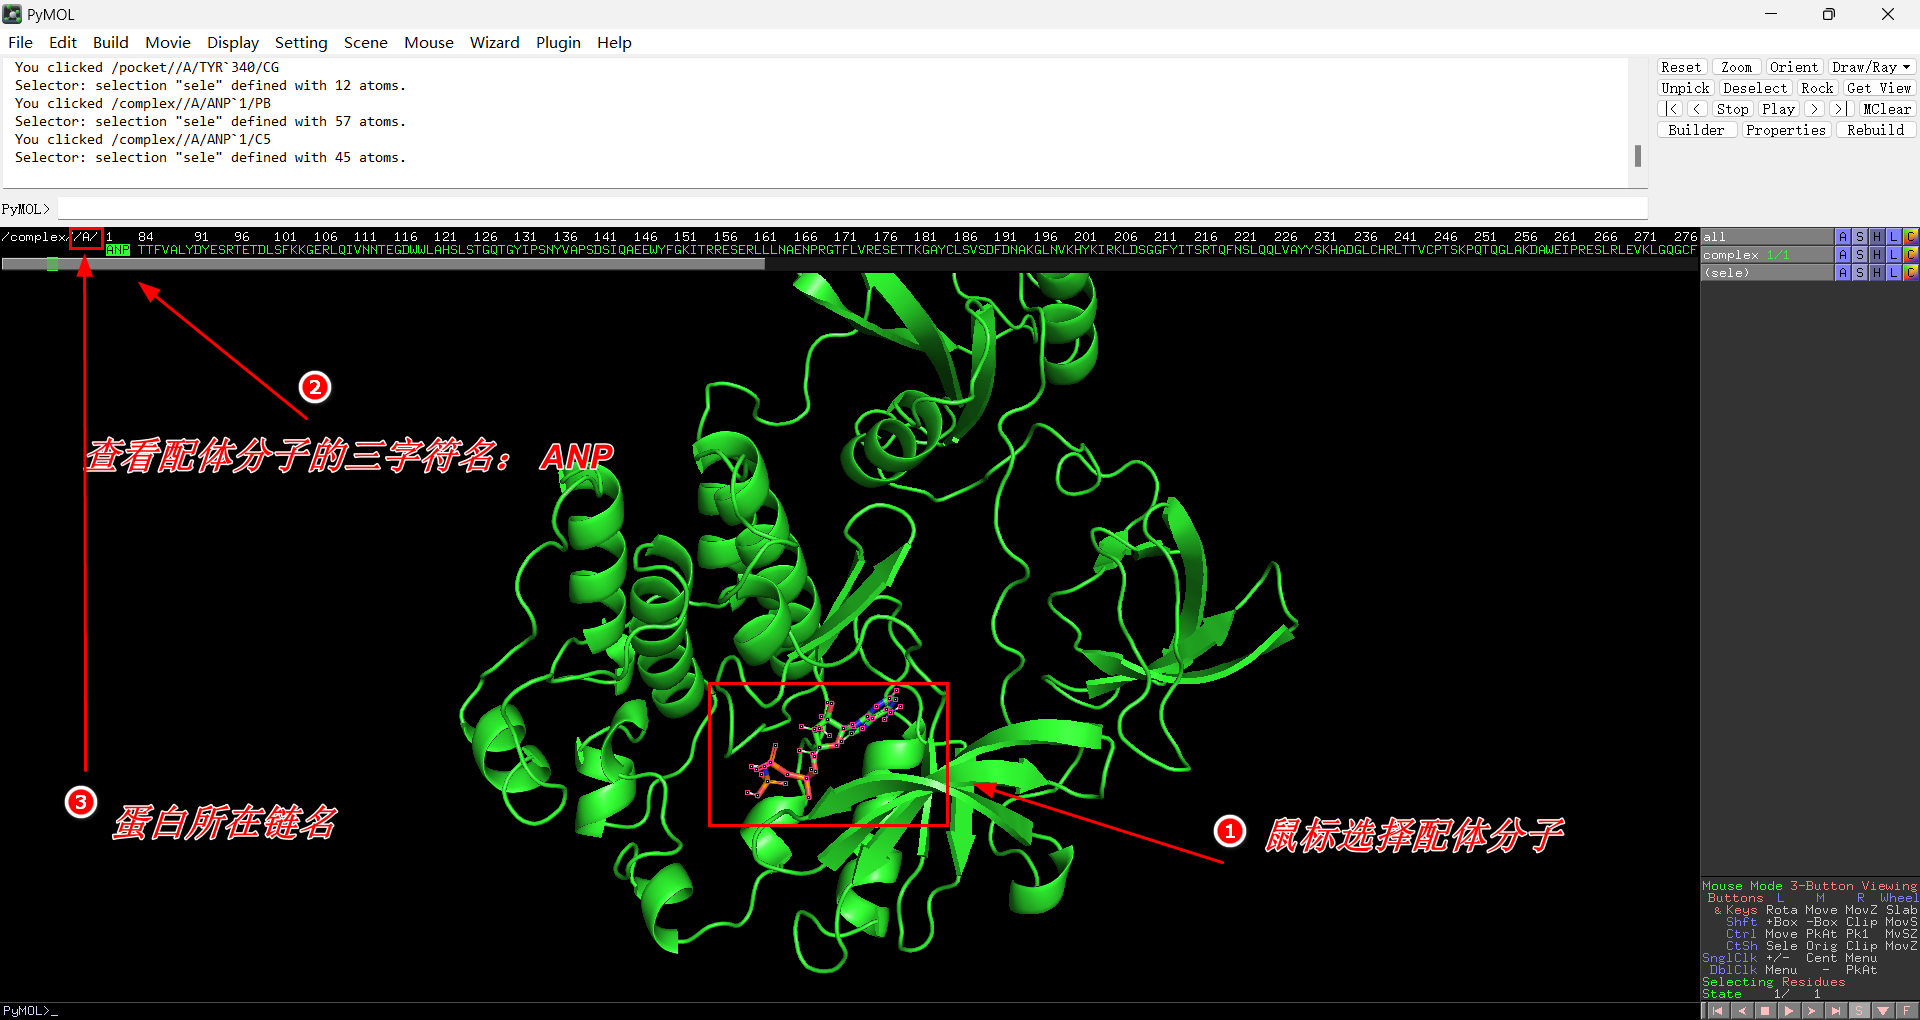 PyMOL
File Edit Build Movie Display Setting Scene Mouse Wizard Plugin Help
You clicked /pocket//A/TYR`340/CG
Selector: selection "sele" defined with 12 atoms.
You clicked /complex//A/ANP`1/PB
Selector: selection "sele" defined with 57 atoms.
You clicked /complex//A/ANP`1/C5
Selector: selection "sele" defined with 45 atoms.
Reset Zoom Orient Draw/Ray
Unpick Deselect Rock Get View
|< < Stop Play > >| MClear
Builder Properties Rebuild
PyMOL>
/complex//A/ 1 84 91 96 101 106 111 116 121 126 131 136 141 146 151 156 161 166 171 176 181 186 191 196 201 206 211 216 221 226 231 236 241 246 251 256 261 266 271 276
ANP TTFVALYDYESRTETDLSFKKGERLQIVNNTEGDWWLAHSLSTGQTGYIPSNYVAPSDSIQAEEWYFGKITRRESERLLLNAENPRGTFLVRESETTKGAYCLSVSDFDNAKGLNVKHYKIRKLDSGGFYITSRTQFNSLQQLVAYYSKHADGLCHRLTTVCPTSKPQTQGLAKDAWEIPRESLRLEVKLGQGCF
all A S H L C
complex 1/1 A S H L C
(sele) A S H L C
2
查看配体分子的三字符名： ANP
3
蛋白所在链名
1
鼠标选择配体分子
Mouse Mode 3-Button Viewing
Buttons L M R Wheel
& Keys Rota Move MovZ Slab
Shft +Box -Box Clip MovS
Ctrl Move PkAt Pk1 MvSZ
CtSh Sele Orig Clip MovZ
SnglClk +/- Cent Menu
DblClk Menu - PkAt
Selecting Residues
State 1/ 1
PyMOL>_
S F